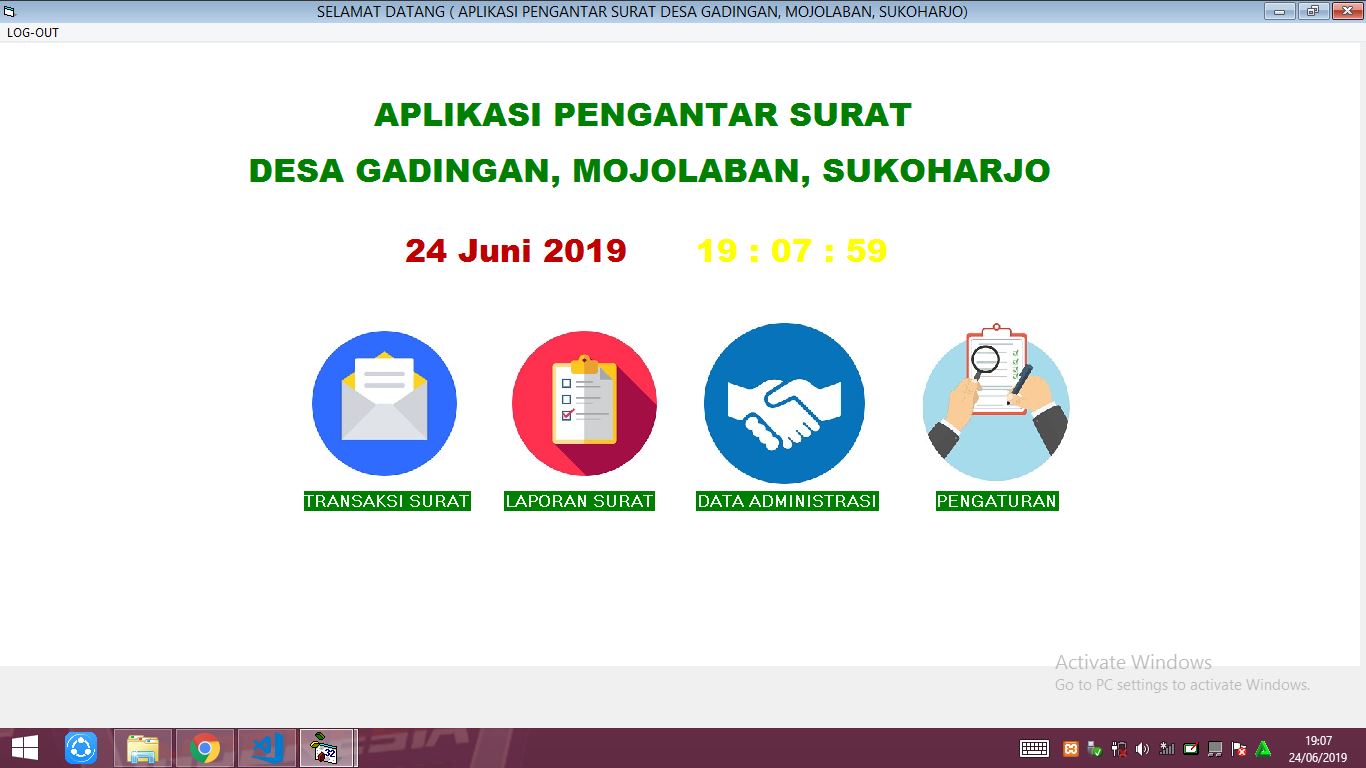 SELAMAT DATANG ( APLIKASI PENGANTAR SURAT DESA GADINGAN, MOJOLABAN, SUKOHARJO)
LOG-OUT
APLIKASI PENGANTAR SURAT
DESA GADINGAN, MOJOLABAN, SUKOHARJO
24 Juni 2019 19 : 07 : 59
TRANSAKSI SURAT LAPORAN SURAT DATA ADMINISTRASI PENGATURAN
Activate Windows
Go to PC settings to activate Windows.
32
19:07
24/06/2019